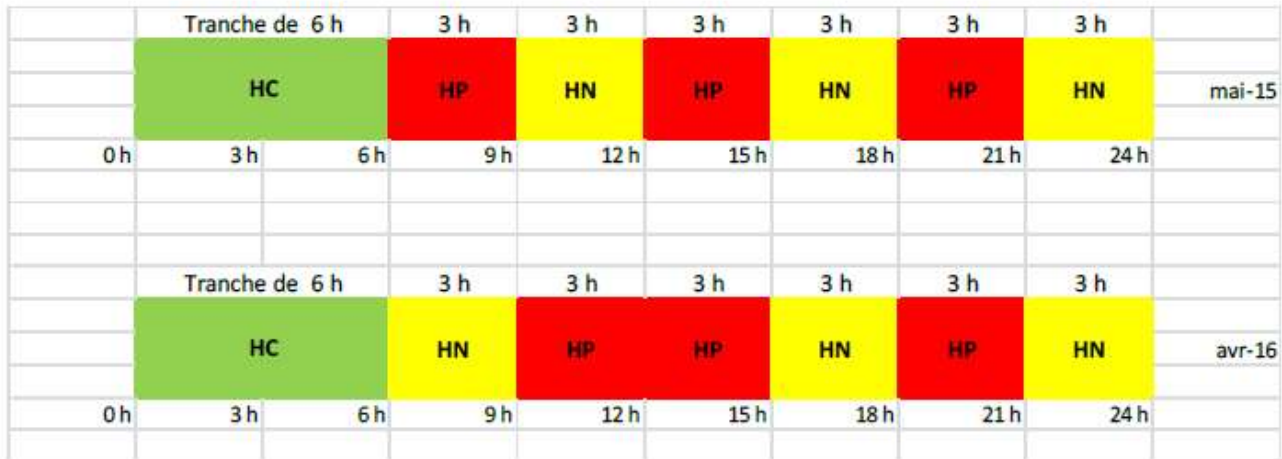 Tranche de 6 h 3 h 3 h 3 h 3 h 3 h 3 h
HC HP HN HP HN HP HN mai-15
0 h 3 h 6 h 9 h 12 h 15 h 18 h 21 h 24 h
Tranche de 6 h 3 h 3 h 3 h 3 h 3 h 3 h
HC HN HP HP HN HP HN avr-16
0 h 3 h 6 h 9 h 12 h 15 h 18 h 21 h 24 h